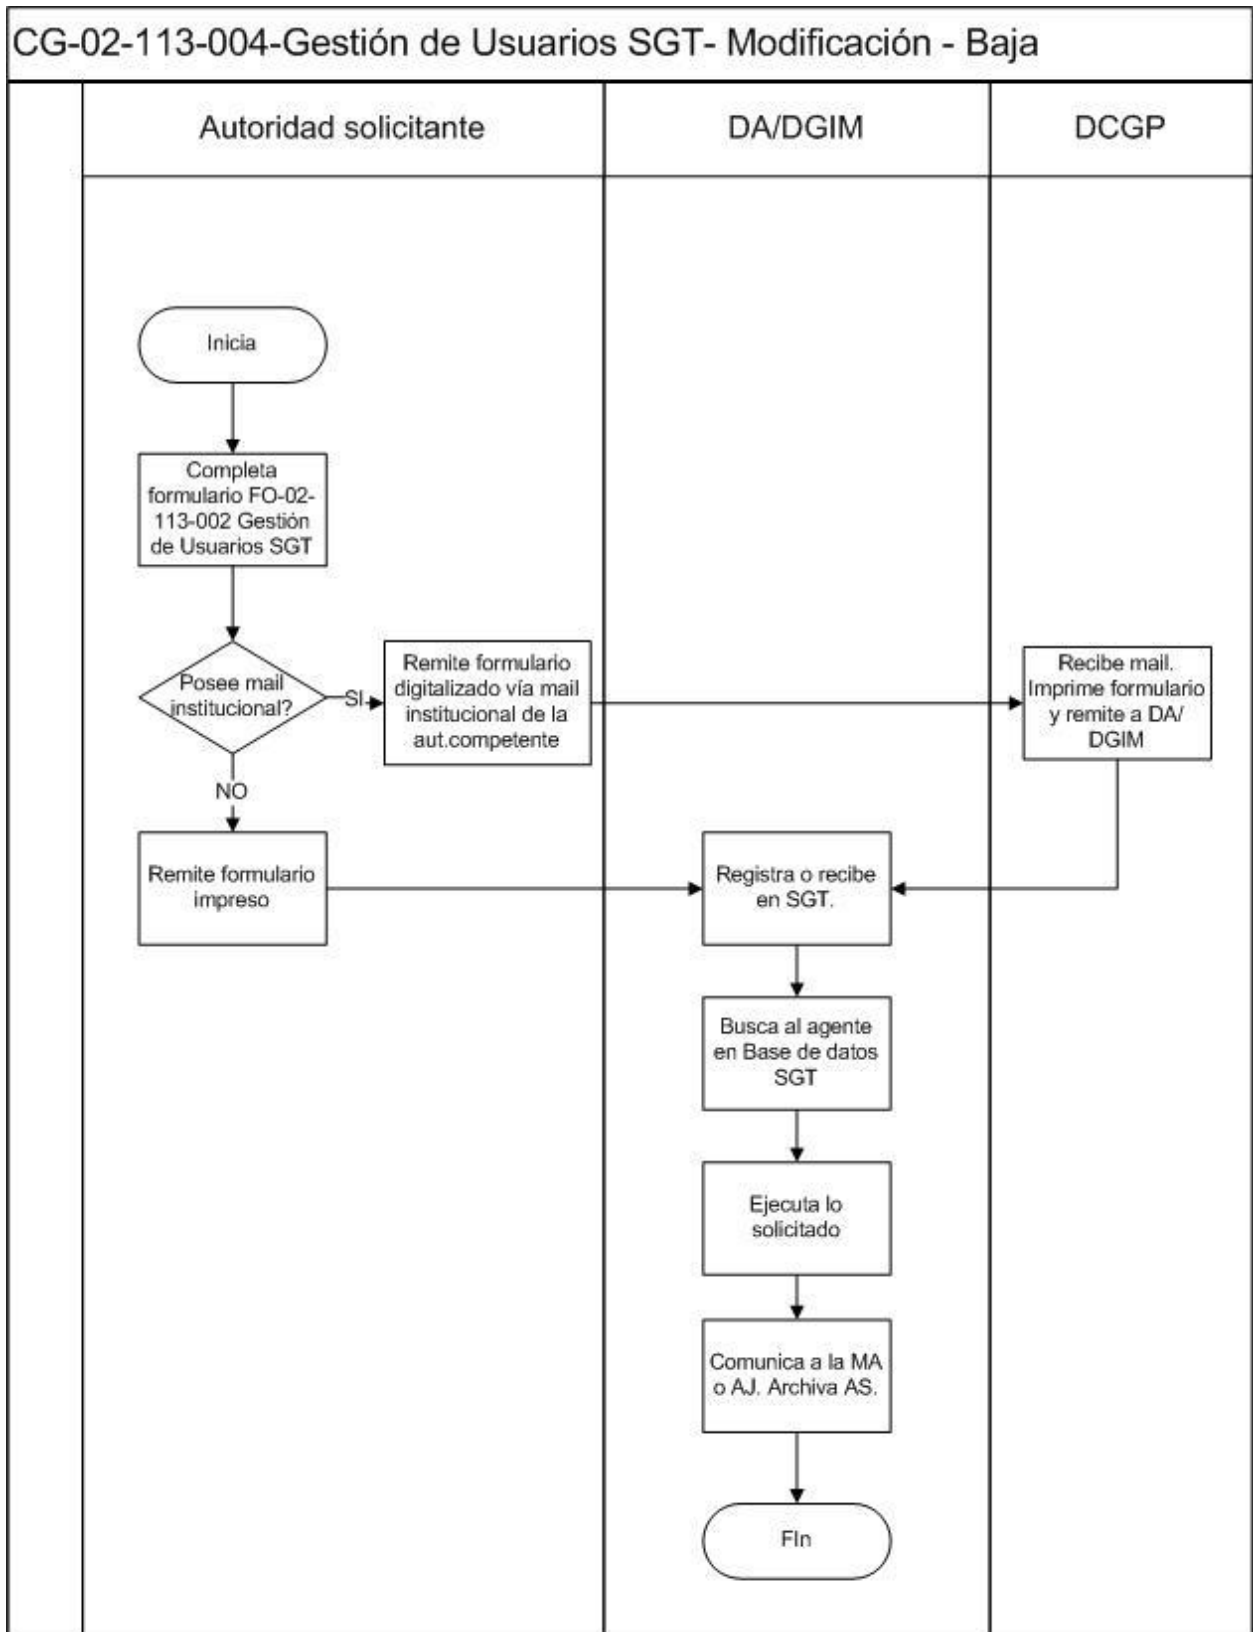 CG-02-113-004-Gestión de Usuarios SGT- Modificación - Baja
Autoridad solicitante
DA/DGIM
DCGP
Inicia
Completa
formulario FO-02-
113-002 Gestión
de Usuarios SGT
Posee mail
institucional?
SI
Remite formulario
digitalizado vía mail
institucional de la
aut.competente
Recibe mail.
Imprime formulario
y remite a DA/
DGIM
NO
Remite formulario
impreso
Registra o recibe
en SGT.
Busca al agente
en Base de datos
SGT
Ejecuta lo
solicitado
Comunica a la MA
o AJ. Archiva AS.
FIn